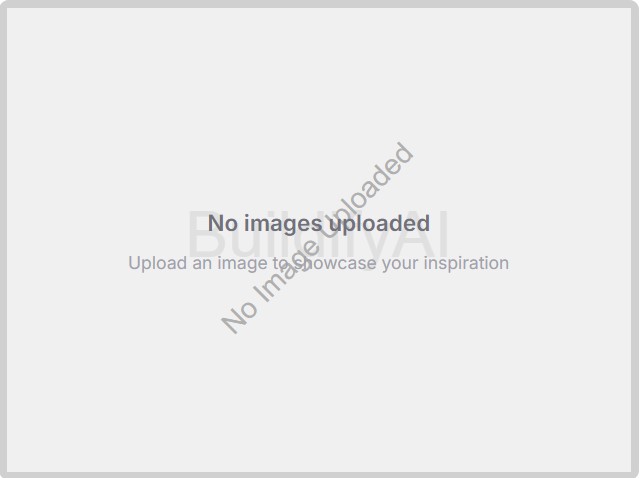 No images uploaded
Upload an image to showcase your inspiration
No Image Uploaded
BuildifyAI